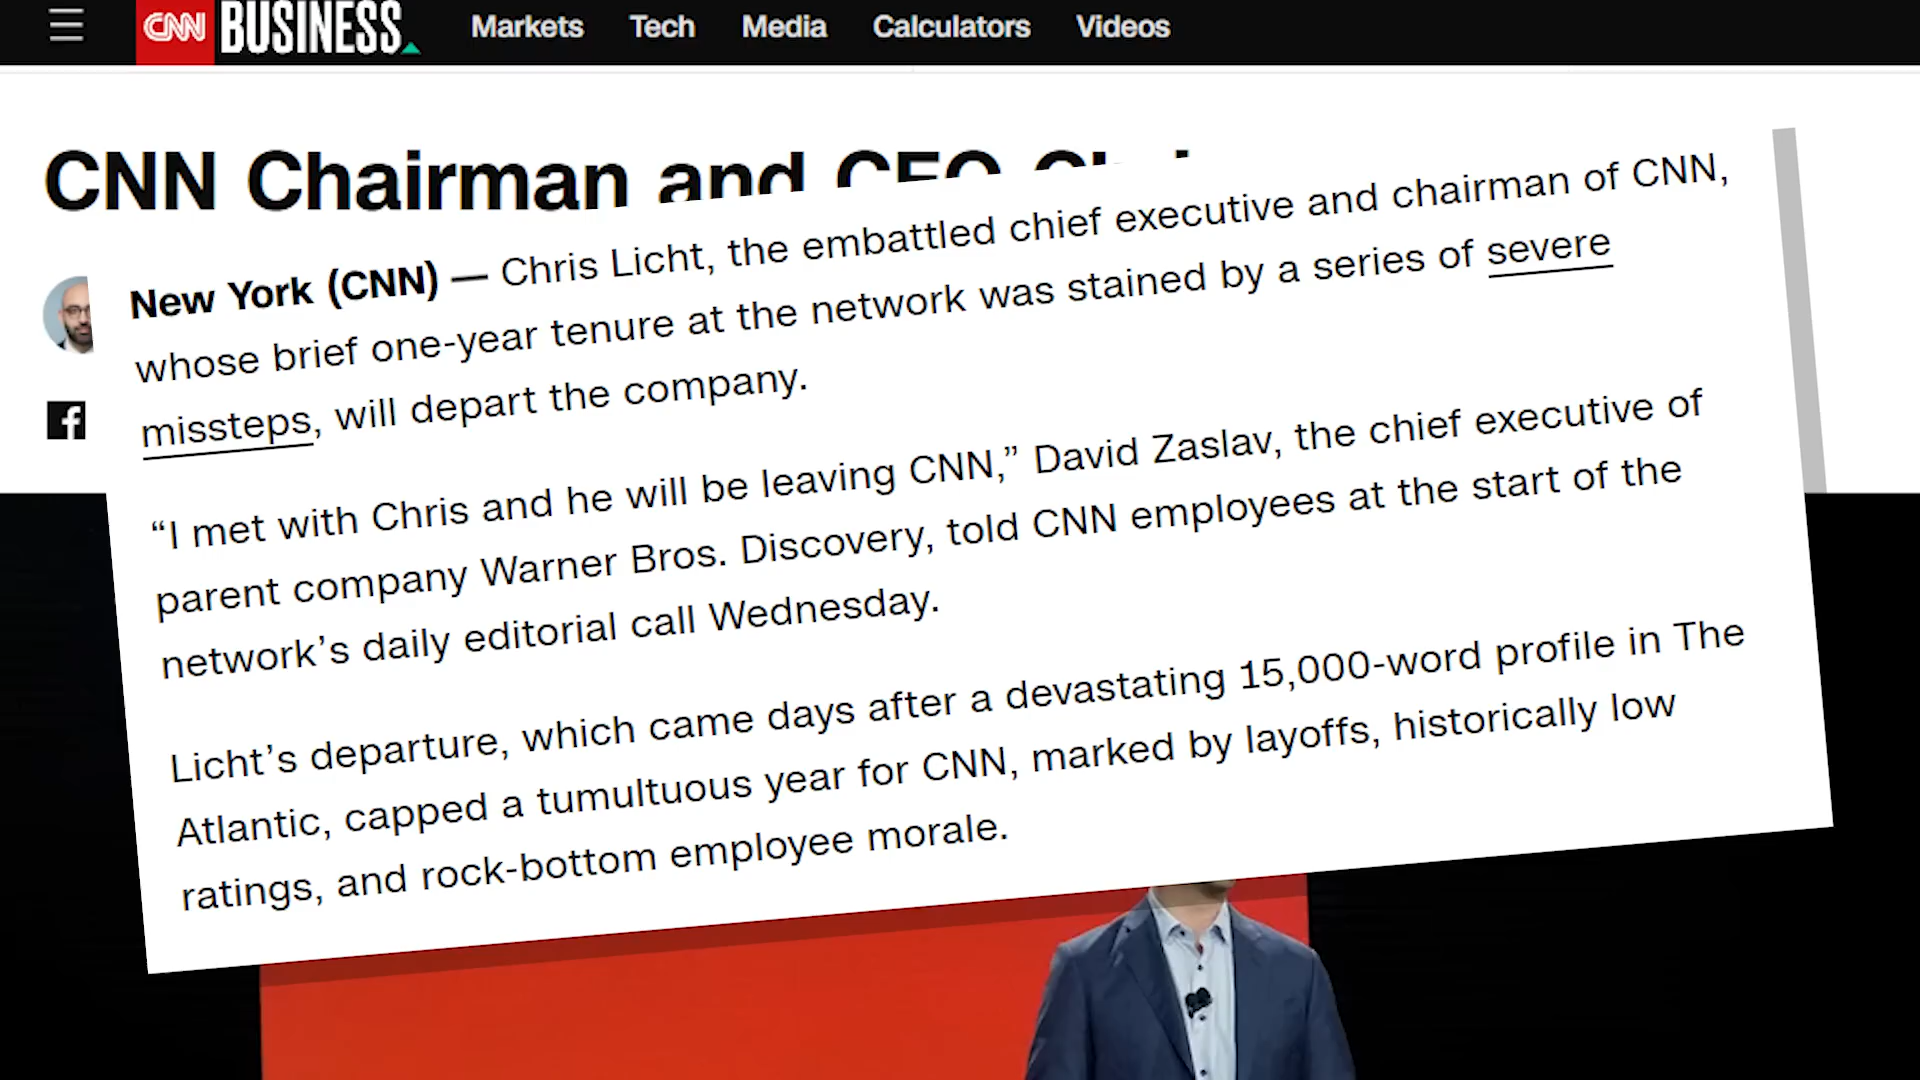 CNN BUSINESS Markets Tech Media Calculators Videos
CNN Chairman and CEO
New York (CNN) — Chris Licht, the embattled chief executive and chairman of CNN,
whose brief one-year tenure at the network was stained by a series of severe
missteps, will depart the company.
“I met with Chris and he will be leaving CNN,” David Zaslav, the chief executive of
parent company Warner Bros. Discovery, told CNN employees at the start of the
network’s daily editorial call Wednesday.
Licht’s departure, which came days after a devastating 15,000-word profile in The
Atlantic, capped a tumultuous year for CNN, marked by layoffs, historically low
ratings, and rock-bottom employee morale.